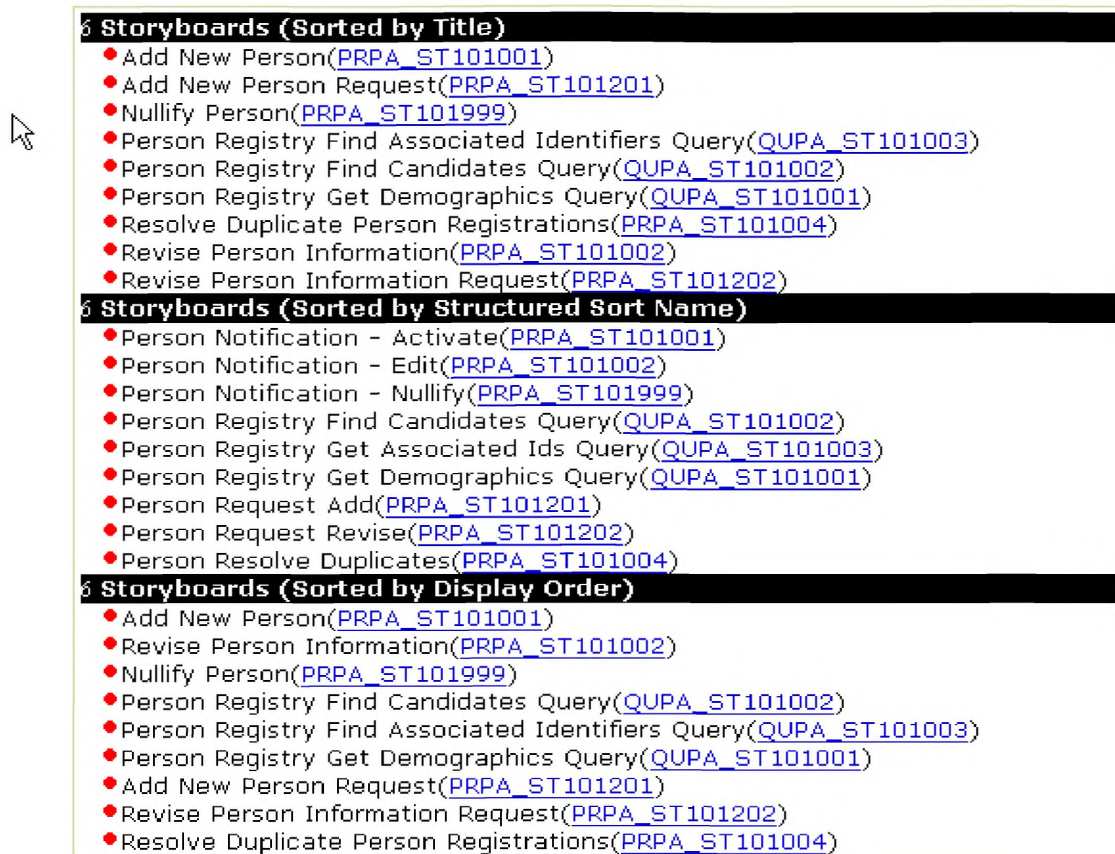 6 Storyboards (Sorted by Title)
Add New Person(PRPA_ST101001)
Add New Person Request(PRPA_ST101201)
Nullify Person(PRPA_ST101999)
Person Registry Find Associated Identifiers Query(QUPA_ST101003)
Person Registry Find Candidates Query(QUPA_ST101002)
Person Registry Get Demographics Query(QUPA_ST101001)
Resolve Duplicate Person Registrations(PRPA_ST101004)
Revise Person Information(PRPA_ST101002)
Revise Person Information Request(PRPA_ST101202)
6 Storyboards (Sorted by Structured Sort Name)
Person Notification - Activate(PRPA_ST101001)
Person Notification - Edit(PRPA_ST101002)
Person Notification - Nullify(PRPA_ST101999)
Person Registry Find Candidates Query(QUPA_ST101002)
Person Registry Get Associated Ids Query(QUPA_ST101003)
Person Registry Get Demographics Query(QUPA_ST101001)
Person Request Add(PRPA_ST101201)
Person Request Revise(PRPA_ST101202)
Person Resolve Duplicates(PRPA_ST101004)
6 Storyboards (Sorted by Display Order)
Add New Person(PRPA_ST101001)
Revise Person Information(PRPA_ST101002)
Nullify Person(PRPA_ST101999)
Person Registry Find Candidates Query(QUPA_ST101002)
Person Registry Find Associated Identifiers Query(QUPA_ST101003)
Person Registry Get Demographics Query(QUPA_ST101001)
Add New Person Request(PRPA_ST101201)
Revise Person Information Request(PRPA_ST101202)
Resolve Duplicate Person Registrations(PRPA_ST101004)